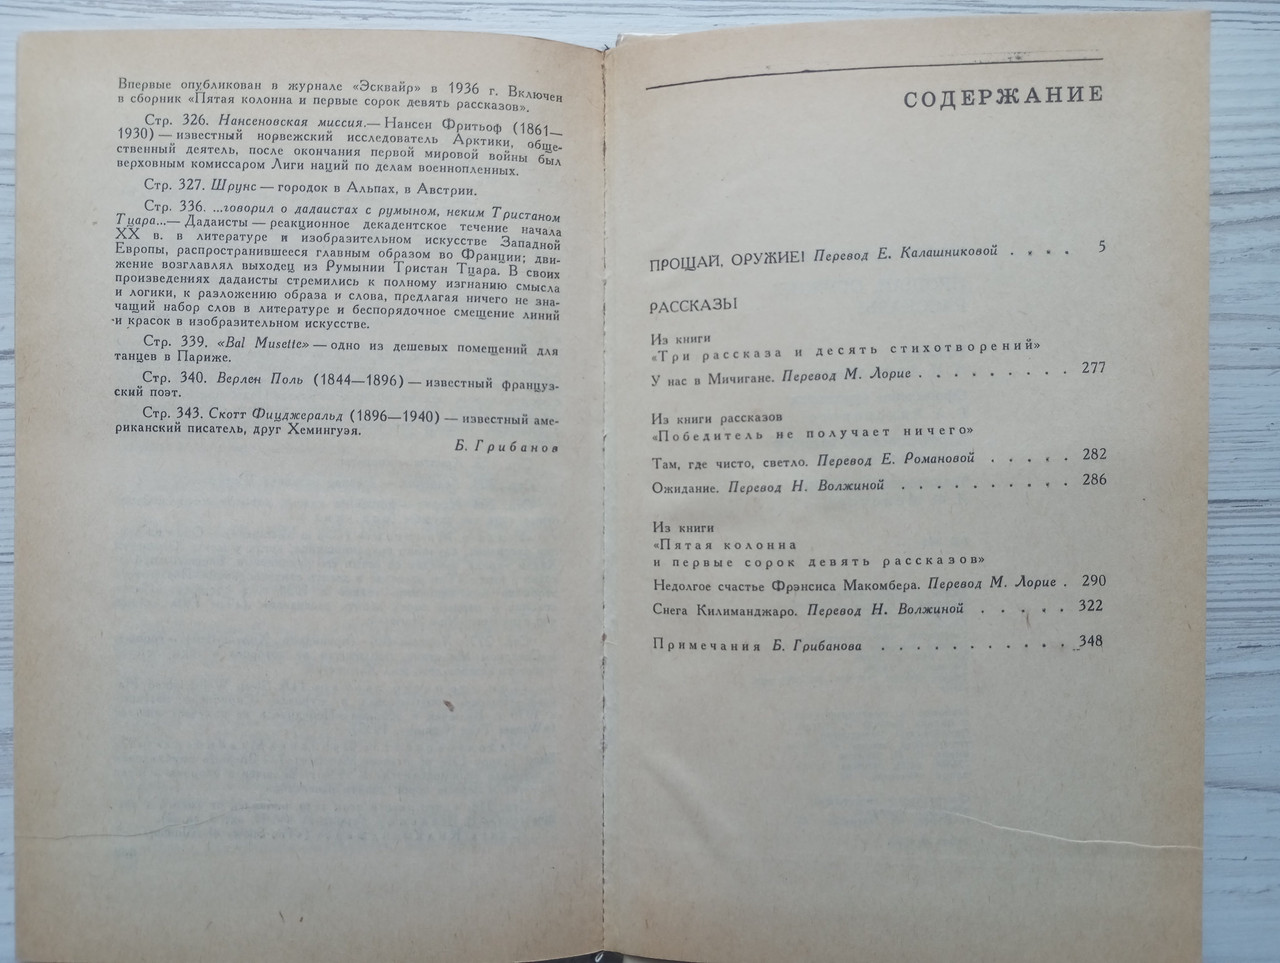 Впервые опубликован в журнале «Эсквайр» в 1936 г. Включен
в сборник «Пятая колонна и первые сорок девять рассказов».
Стр. 326. Нансеновская миссия.— Нансен Фритьоф (1861—
1930) — известный норвежский исследователь Арктики, обще-
ственный деятель, после окончания первой мировой войны был
верховным комиссаром Лиги наций по делам военнопленных.
Стр. 327. Шрунс — городок в Альпах, в Австрии.
Стр. 336. ...говорил о дадаистах с румыном, неким Тристаном
Тцара...— Дадаисты — реакционное декадентское течение начала
XX в. в литературе и изобразительном искусстве Западной
Европы, распространившееся главным образом во Франции; дви-
жение возглавлял выходец из Румынии Тристан Тцара. В своих
произведениях дадаисты стремились к полному изгнанию смысла
и логики, к разложению образа и слова, предлагая ничего не зна-
чащий набор слов в литературе и беспорядочное смещение линий
и красок в изобразительном искусстве.
Стр. 339. «Bal Musette» — одно из дешевых помещений для
танцев в Париже.
Стр. 340. Верлен Поль (1844—1896) — известный француз-
ский поэт.
Стр. 343. Скотт Фицджеральд (1896—1940) — известный аме-
риканский писатель, друг Хемингуэя.
Б. Грибанов
СОДЕРЖАНИЕ
ПРОЩАЙ, ОРУЖИЕ! Перевод Е. Калашниковой . . . . 5
РАССКАЗЫ
Из книги
«Три рассказа и десять стихотворений»
У нас в Мичигане. Перевод М. Лорие . . . . . . . . . 277
Из книги рассказов
«Победитель не получает ничего»
Там, где чисто, светло. Перевод Е. Романовой . . . . . 282
Ожидание. Перевод Н. Волжиной . . . . . . . . . . 286
Из книги
«Пятая колонна
и первые сорок девять рассказов»
Недолгое счастье Фрэнсиса Макомбера. Перевод М. Лорие . 290
Снега Килиманджаро. Перевод Н. Волжиной . . . . . 322
Примечания Б. Грибанова . . . . . . . . . . . . 348